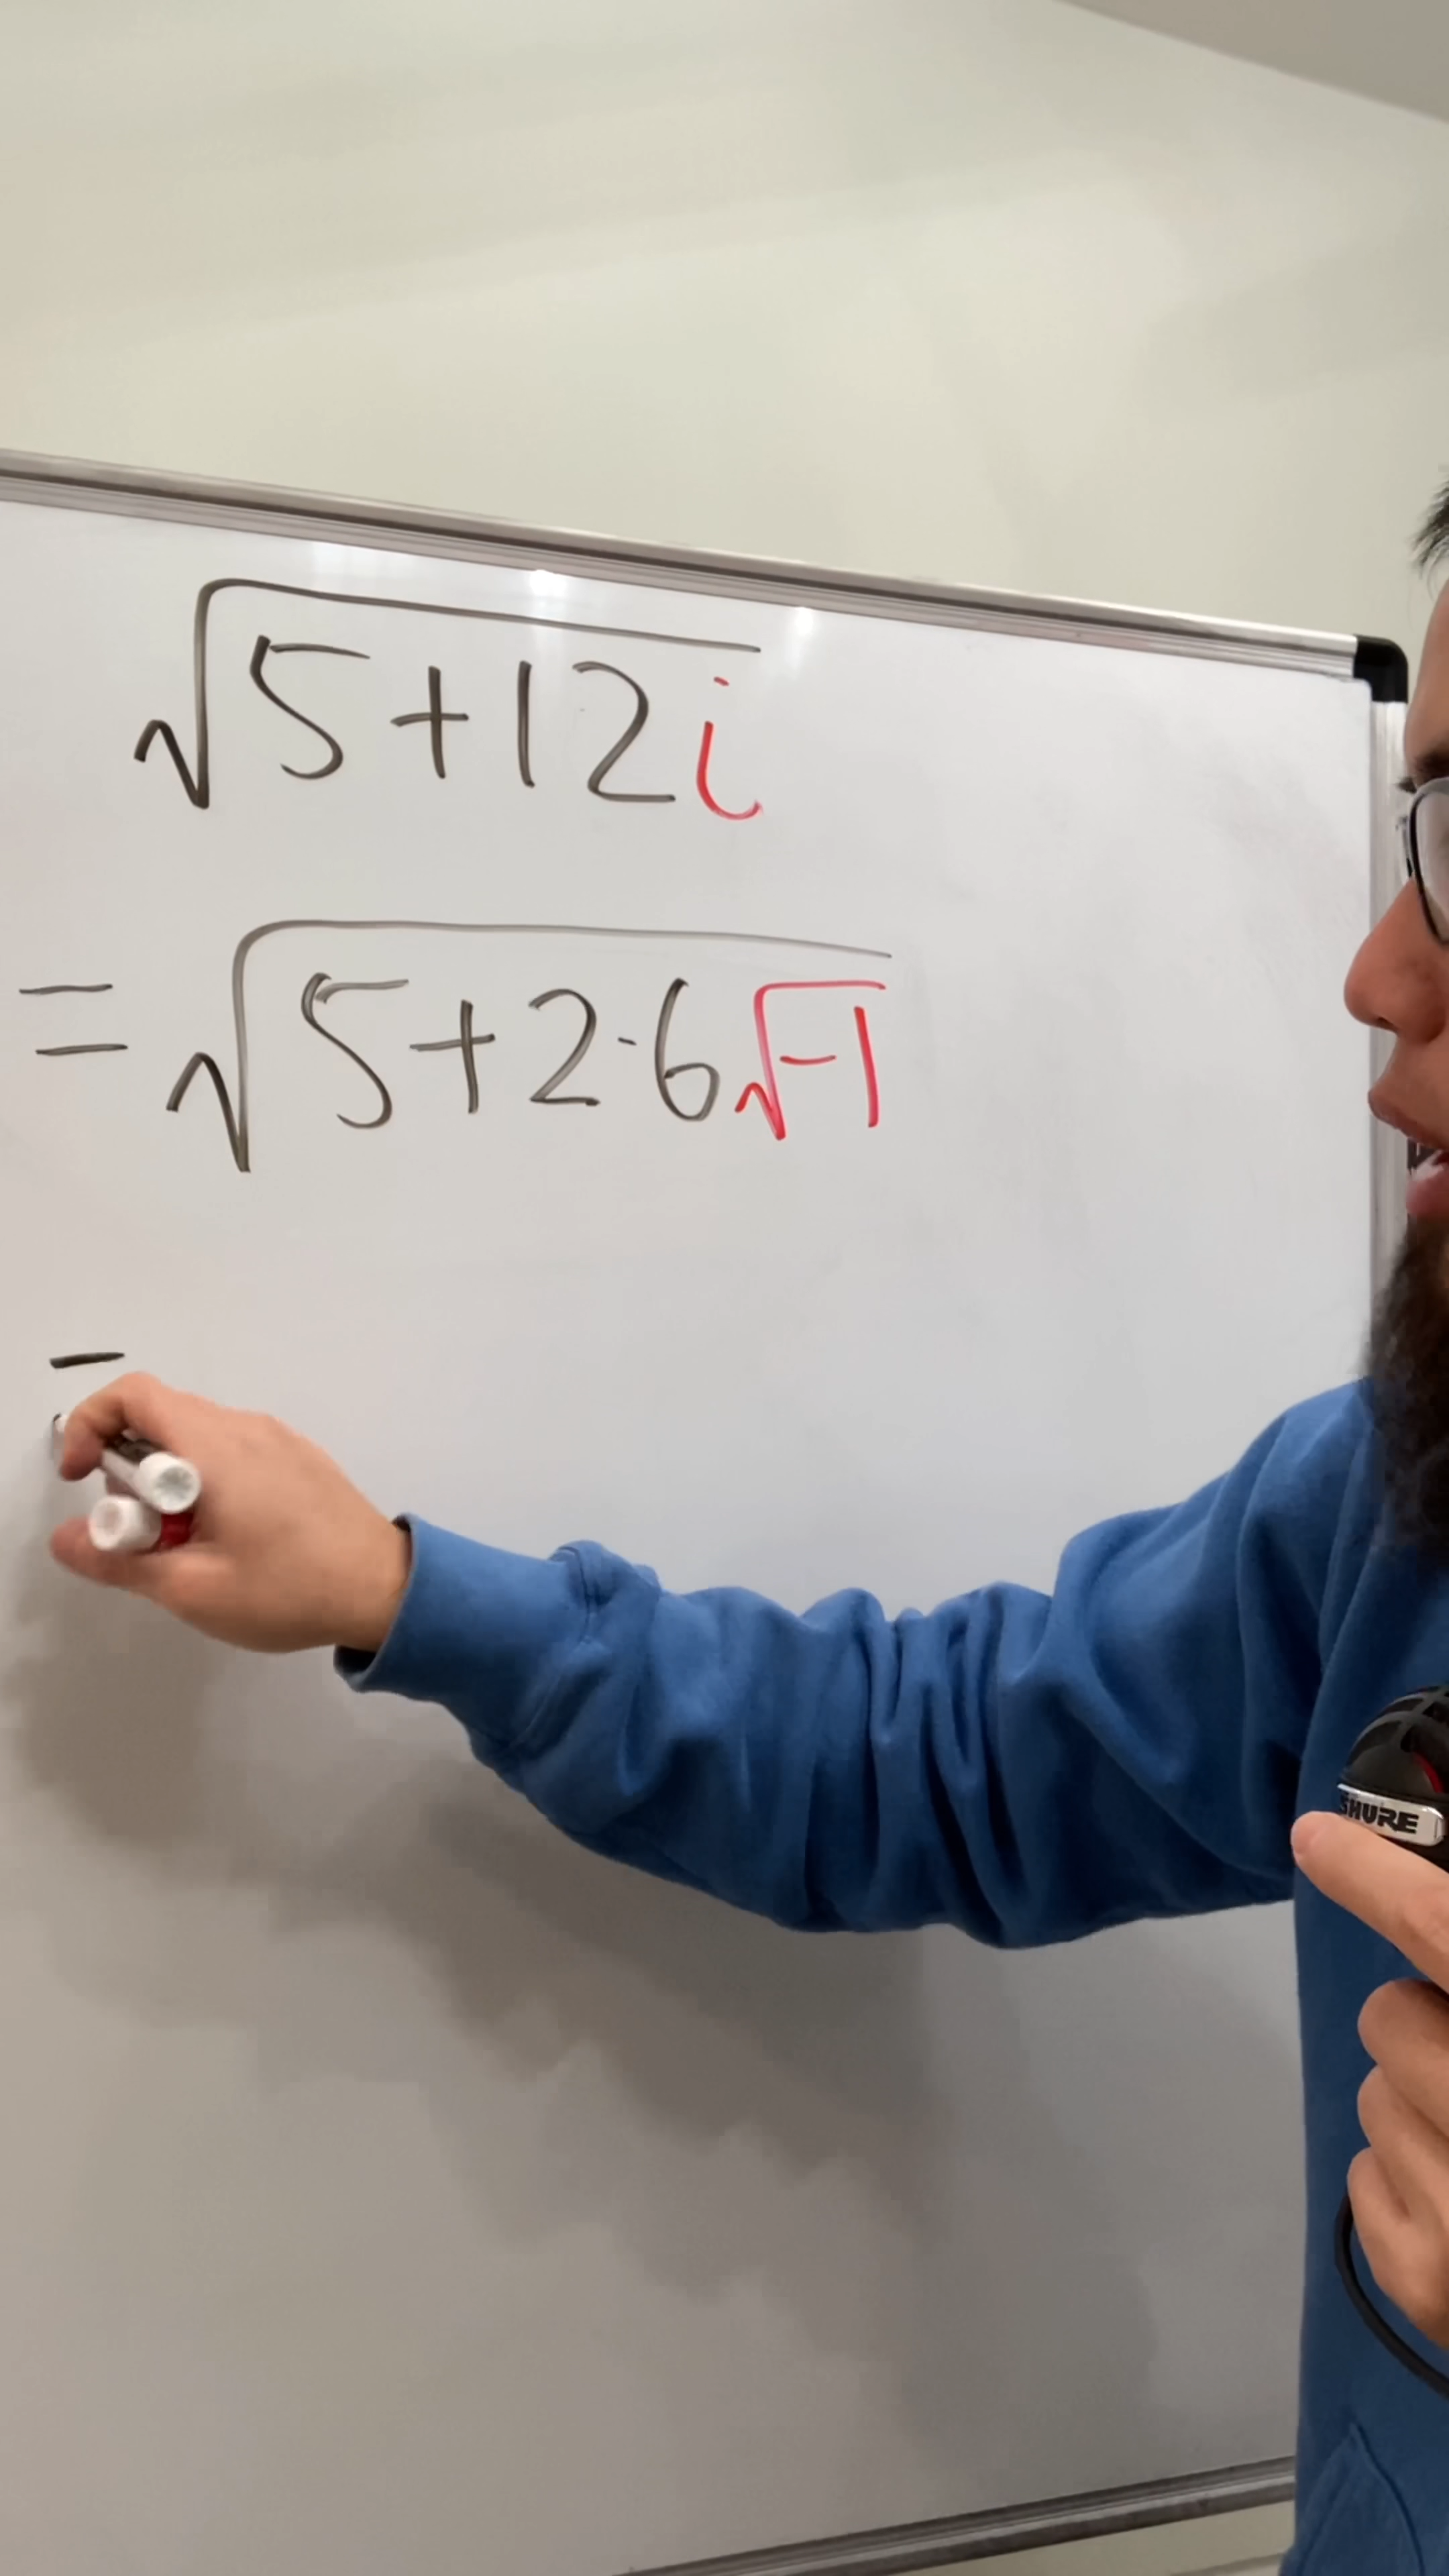 √5+12i
=√5+2·6√-1
=
SHURE